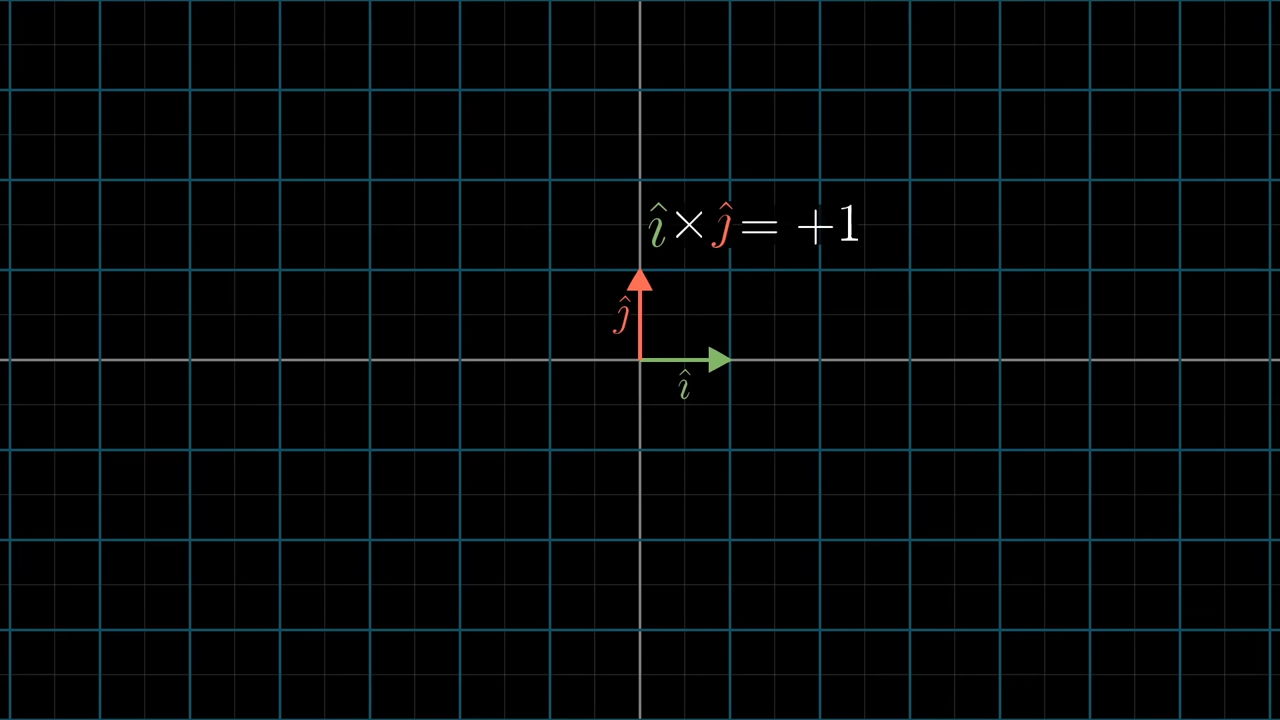 î × ĵ = +1
ĵ
î